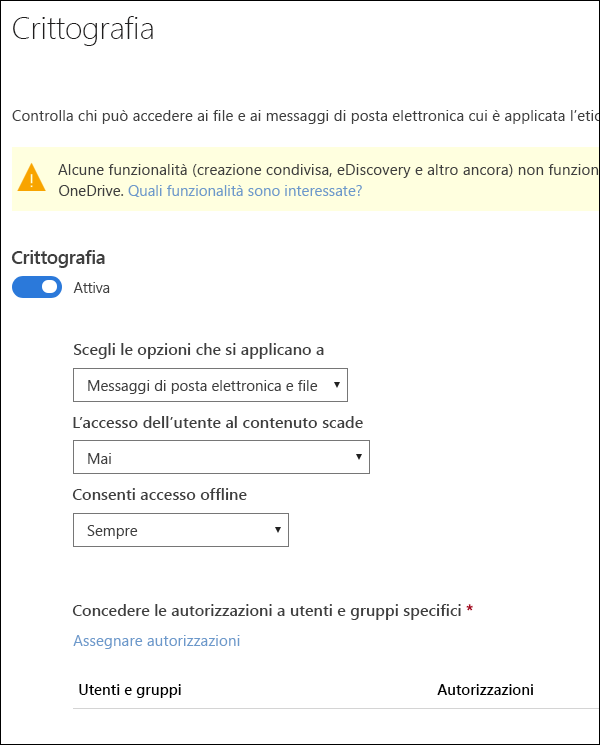 Crittografia
Controlla chi può accedere ai file e ai messaggi di posta elettronica cui è applicata l'etic
Alcune funzionalità (creazione condivisa, eDiscovery e altro ancora) non funzion
OneDrive. Quali funzionalità sono interessate?
Crittografia
Attiva
Scegli le opzioni che si applicano a
Messaggi di posta elettronica e file
L'accesso dell'utente al contenuto scade
Mai
Consenti accesso offline
Sempre
Concedere le autorizzazioni a utenti e gruppi specifici *
Assegnare autorizzazioni
Utenti e gruppi Autorizzazioni